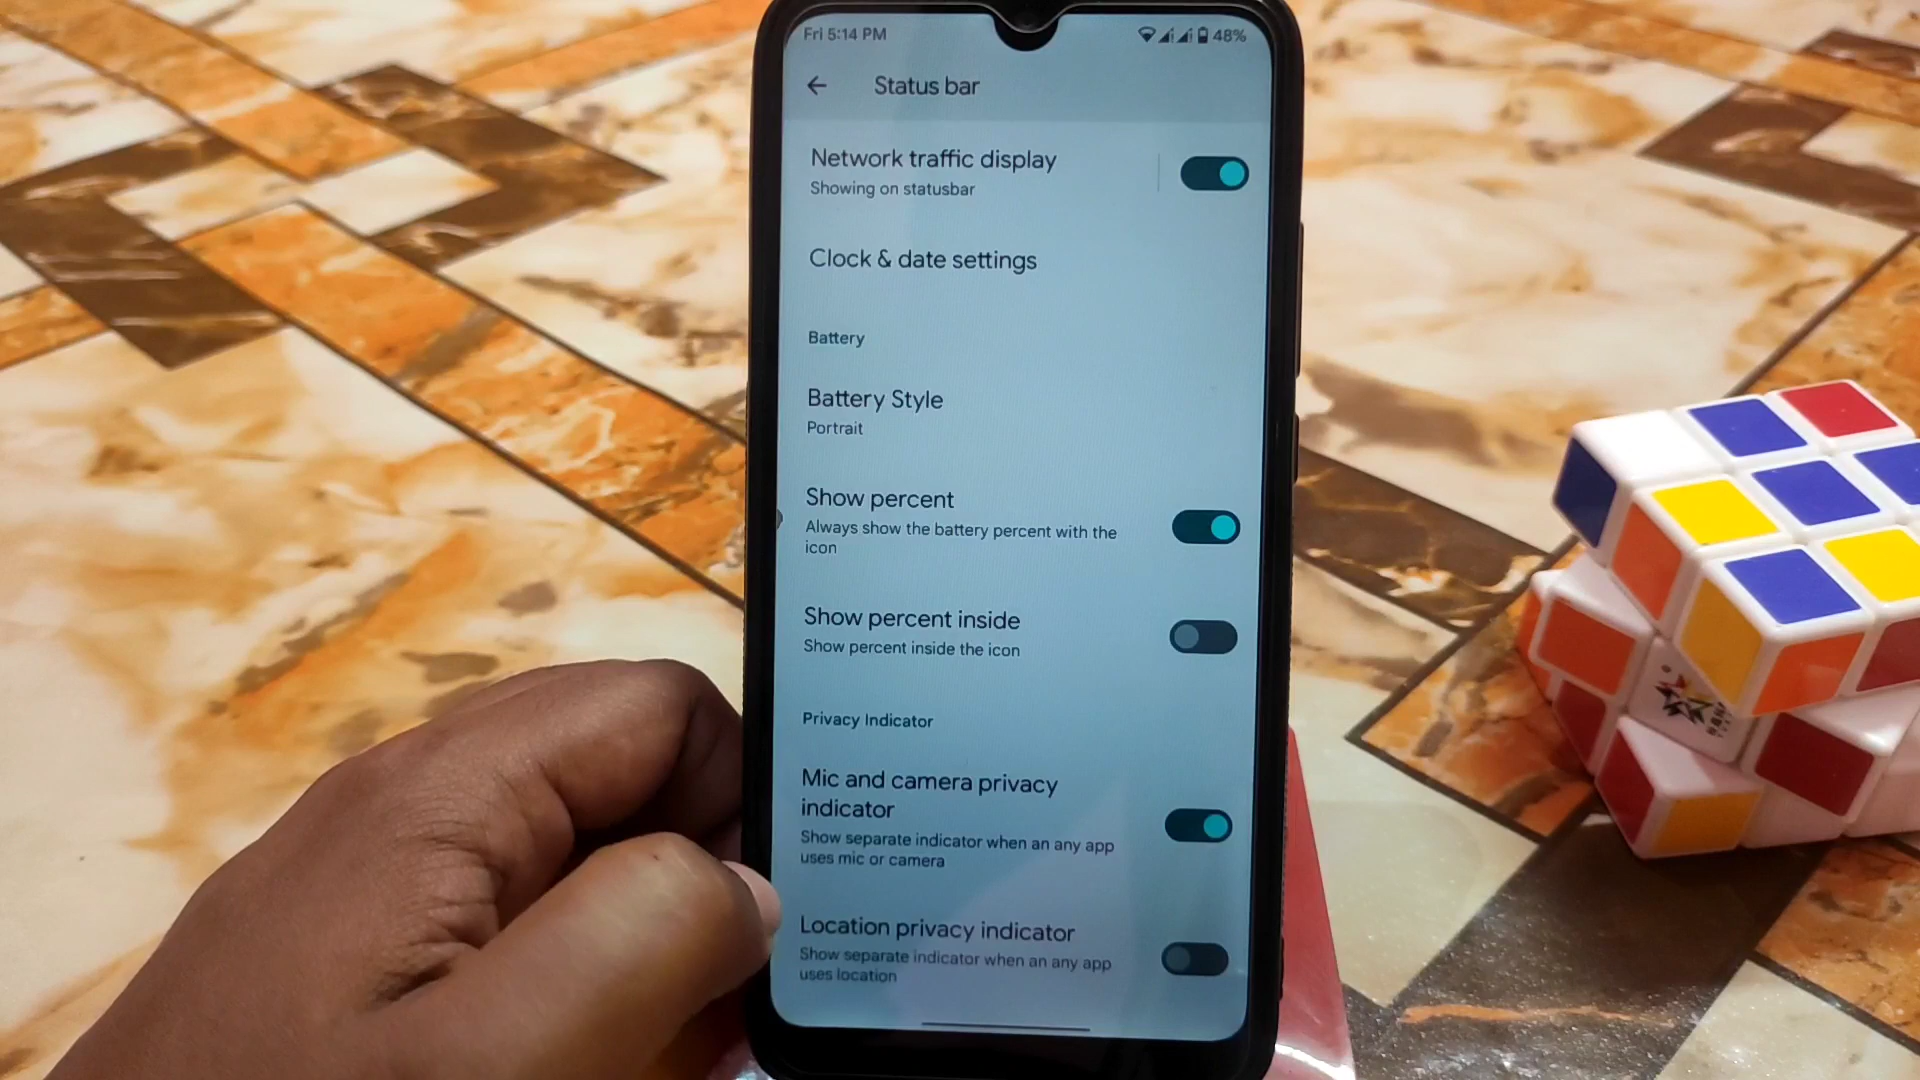 Fri 5:14 PM
48%
Status bar
Network traffic display
Showing on statusbar
Clock & date settings
Battery
Battery Style
Portrait
Show percent
Always show the battery percent with the
icon
Show percent inside
Show percent inside the icon
Privacy Indicator
Mic and camera privacy
indicator
Show separate indicator when an any app
uses mic or camera
Location privacy indicator
Show separate indicator when an any app
uses location